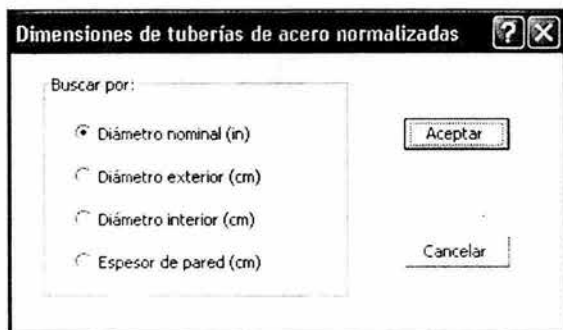 Dimensiones de tuberías de acero normalizadas
Buscar por:
Diámetro nominal (in)
Aceptar
Diámetro exterior (cm)
Diámetro interior (cm)
Espesor de pared (cm)
Cancelar